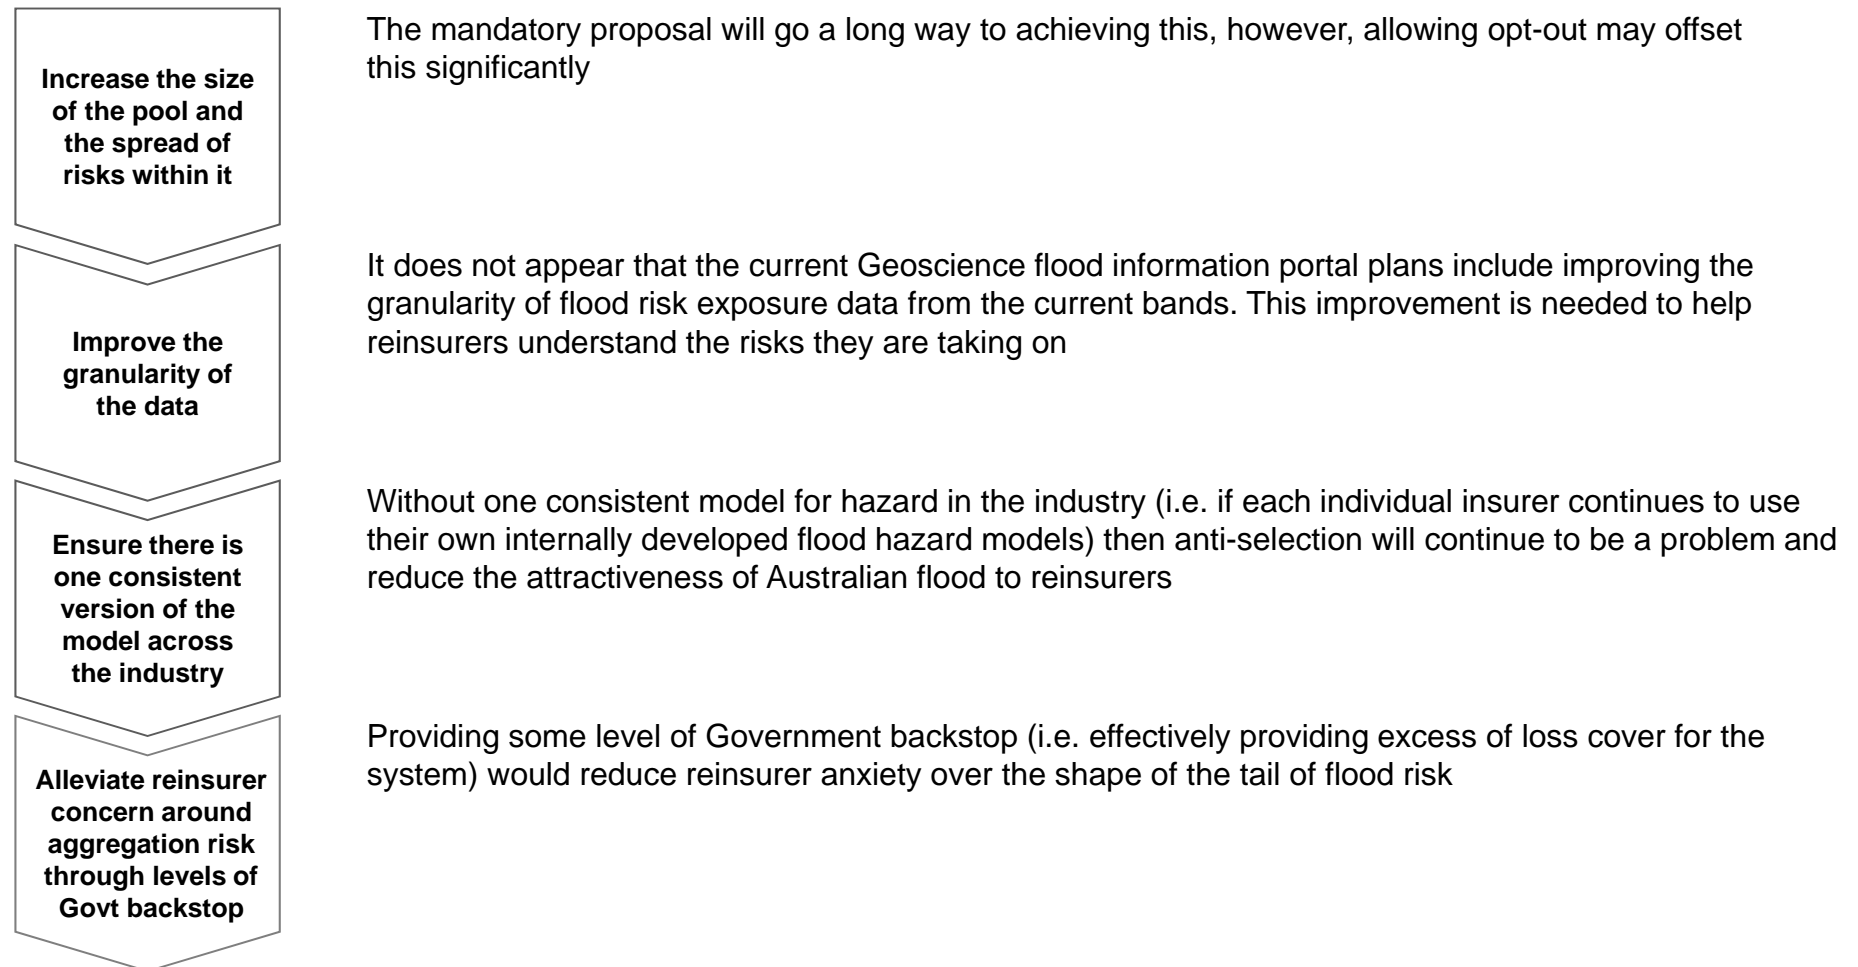 Increase the size
of the pool and
the spread of
risks within it
The mandatory proposal will go a long way to achieving this, however, allowing opt-out may offset
this significantly
Improve the
granularity of
the data
It does not appear that the current Geoscience flood information portal plans include improving the
granularity of flood risk exposure data from the current bands. This improvement is needed to help
reinsurers understand the risks they are taking on
Ensure there is
one consistent
version of the
model across
the industry
Without one consistent model for hazard in the industry (i.e. if each individual insurer continues to use
their own internally developed flood hazard models) then anti-selection will continue to be a problem and
reduce the attractiveness of Australian flood to reinsurers
Alleviate reinsurer
concern around
aggregation risk
through levels of
Govt backstop
Providing some level of Government backstop (i.e. effectively providing excess of loss cover for the
system) would reduce reinsurer anxiety over the shape of the tail of flood risk